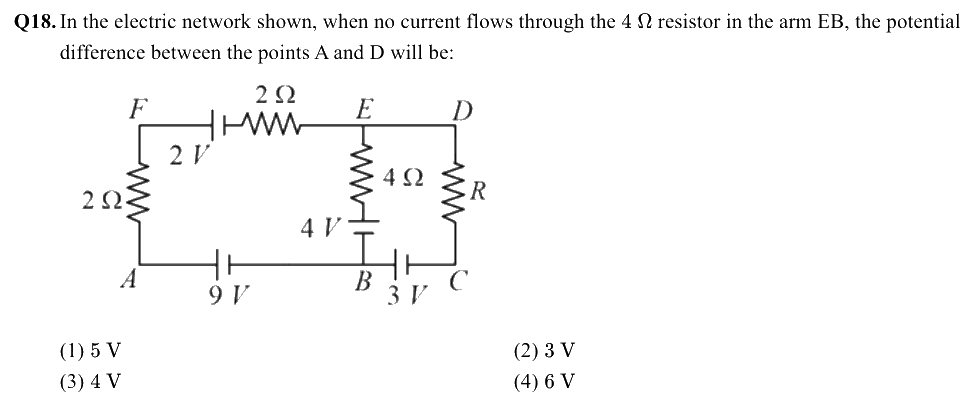 Q18. In the electric network shown, when no current flows through the 4 Ω resistor in the arm EB, the potential
difference between the points A and D will be:
2 Ω
F E D
2 V
4 Ω
2 Ω R
4 V
A B C
9 V 3 V
(1) 5 V (2) 3 V
(3) 4 V (4) 6 V